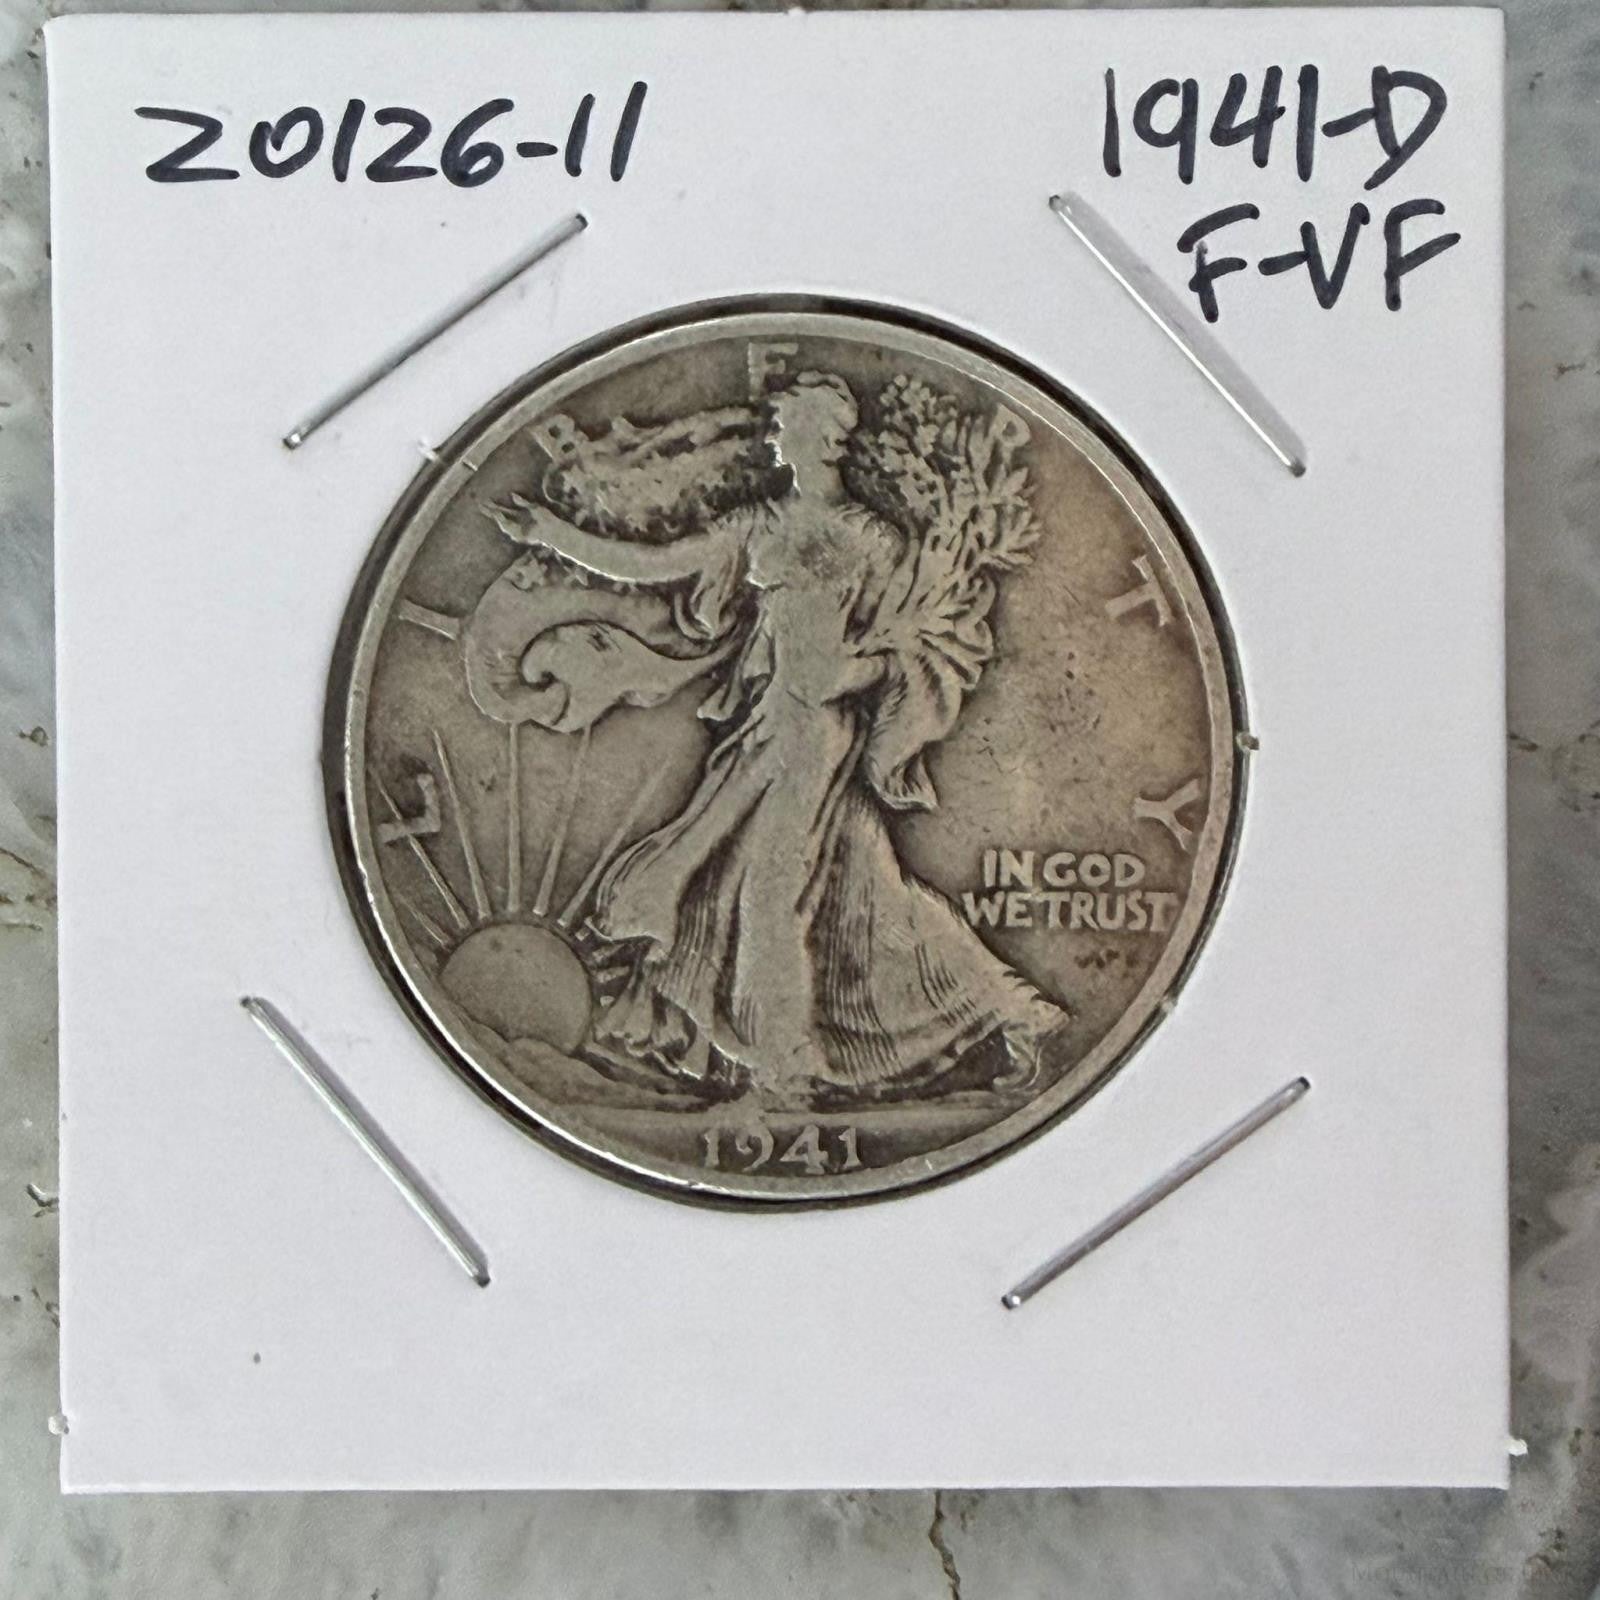 20126-11
1941-D
F-VF
LIBERTY
IN GOD
WE TRUST
1941